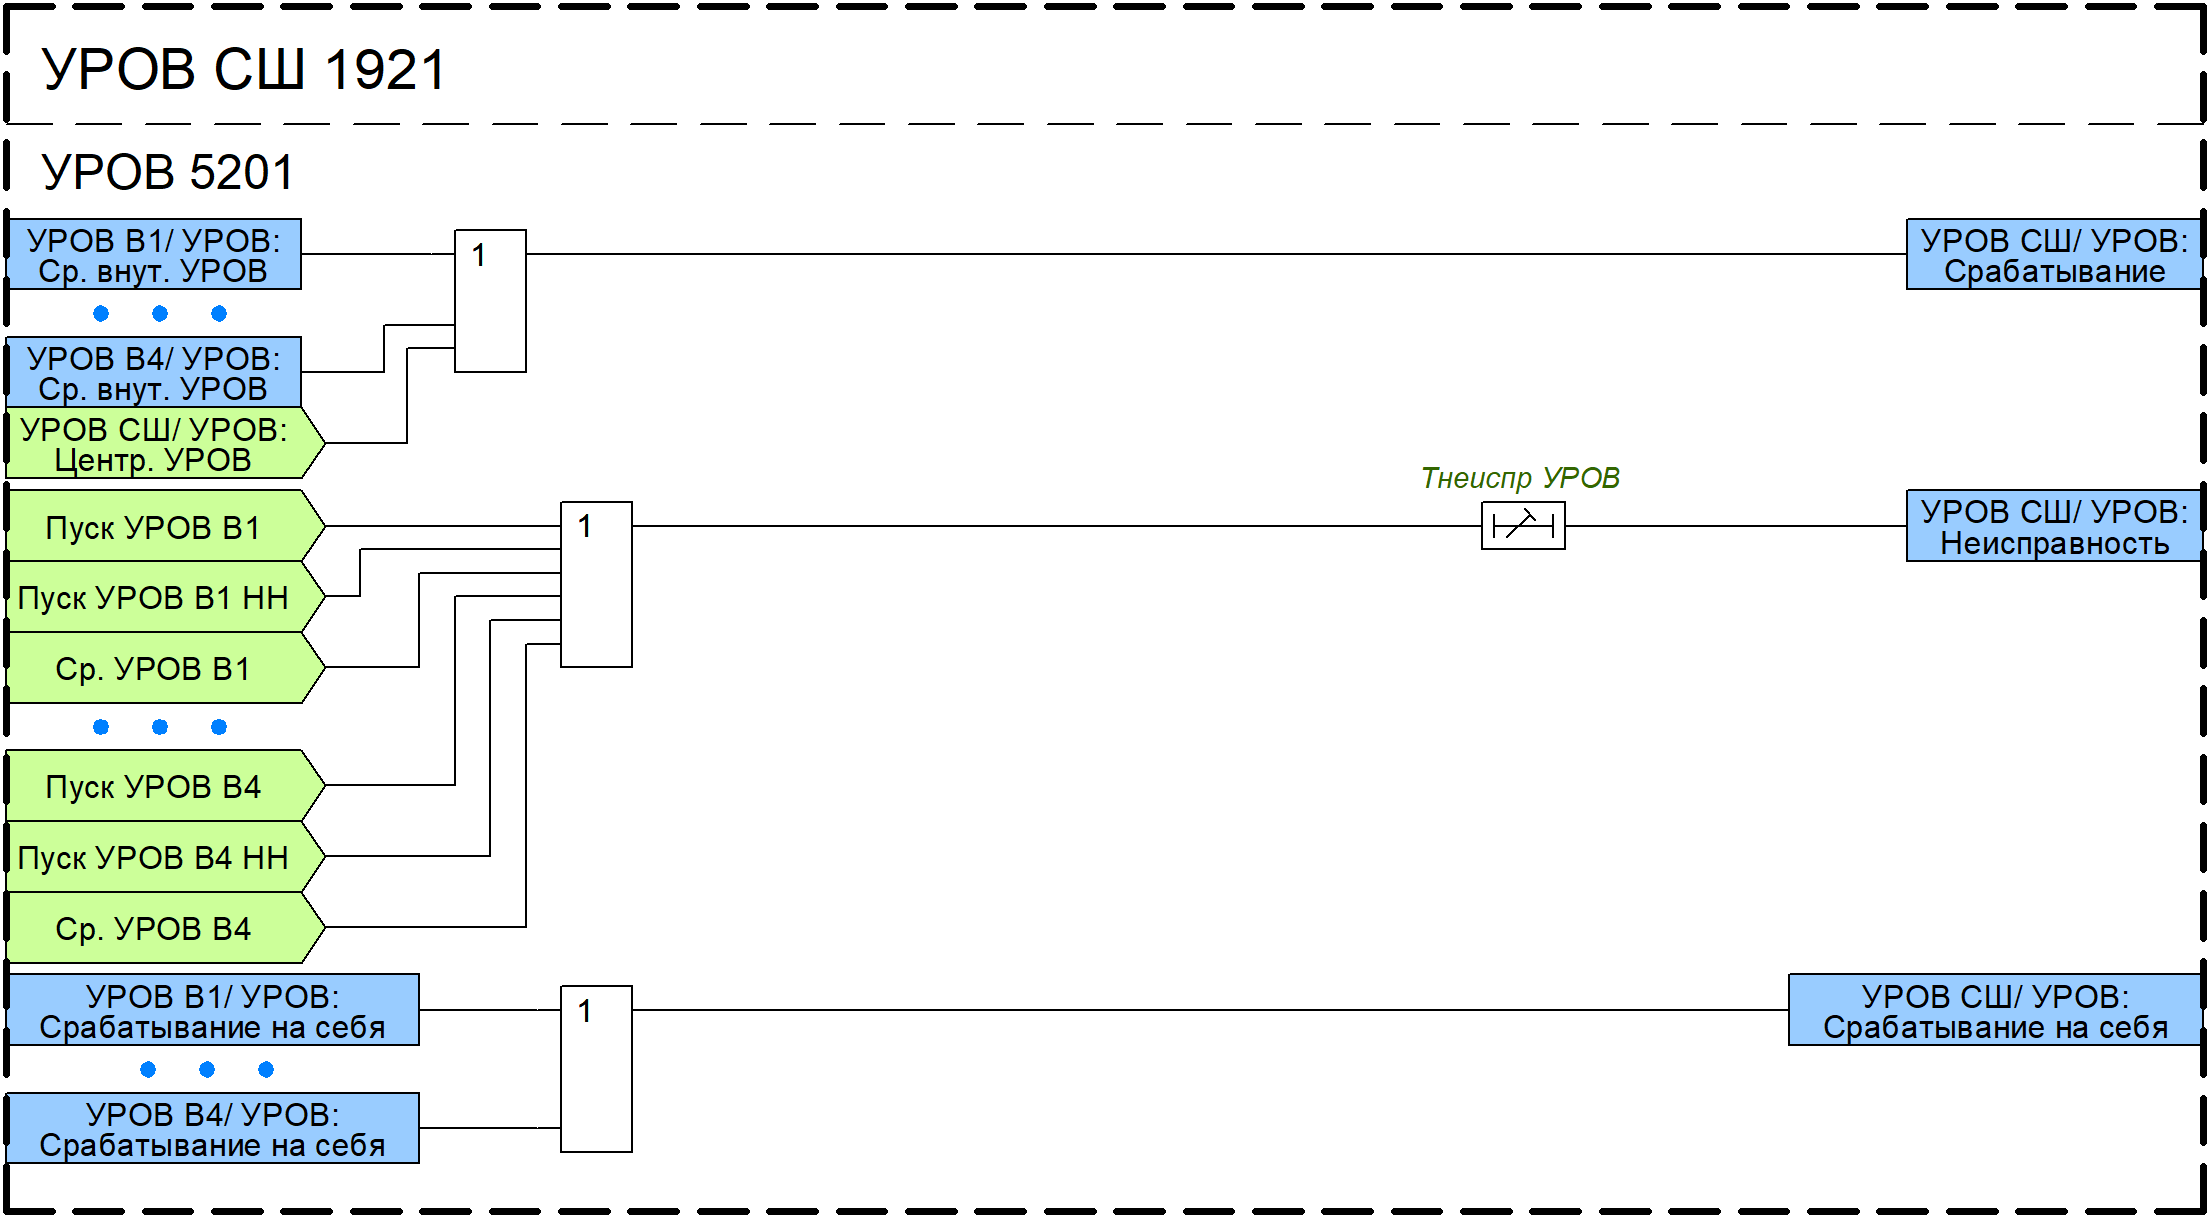 УРОВ СШ 1921
УРОВ 5201
УРОВ В1/ УРОВ:
Ср. внут. УРОВ
1
УРОВ СШ/ УРОВ:
Срабатывание
УРОВ В4/ УРОВ:
Ср. внут. УРОВ
УРОВ СШ/ УРОВ:
Центр. УРОВ
Тнеиспр УРОВ
Пуск УРОВ В1
1
УРОВ СШ/ УРОВ:
Неисправность
Пуск УРОВ В1 НН
Ср. УРОВ В1
Пуск УРОВ В4
Пуск УРОВ В4 НН
Ср. УРОВ В4
УРОВ В1/ УРОВ:
Срабатывание на себя
1
УРОВ СШ/ УРОВ:
Срабатывание на себя
УРОВ В4/ УРОВ:
Срабатывание на себя